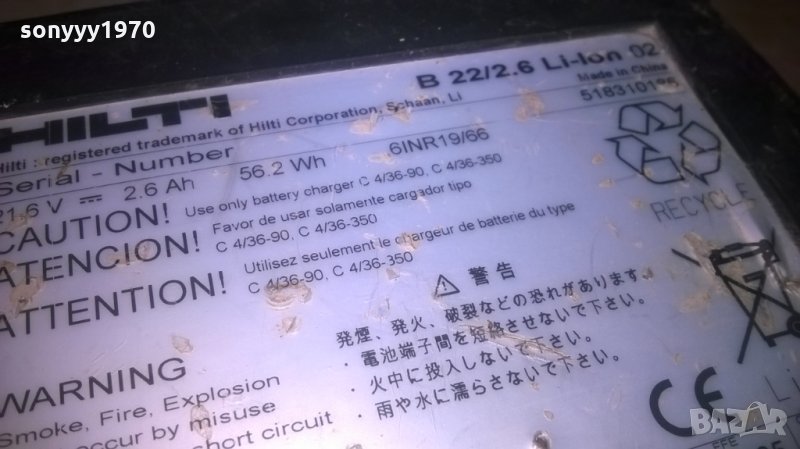 sonyyy1970
HILTI
B 22/2.6 Li-Ion 02
Made in China
Hilti : registered trademark of Hilti Corporation, Schaan, Li
Serial - Number
21,6 V 2.6 Ah 56.2 Wh 6INR19/66
CAUTION! Use only battery charger C 4/36-90, C 4/36-350
ATENCION! Favor de usar solamente cargador tipo
C 4/36-90, C 4/36-350
ATTENTION! Utilisez seulement le chargeur de batterie du type
C 4/36-90, C 4/36-350
RECYCLE
WARNING
Smoke, Fire, Explosion
occur by misuse
short circuit
⚠ 警告
発煙、発火、破裂などの恐れがあります。
・電池端子間を短絡させないで下さい。
・火中に投入しないで下さい。
・雨や水に濡らさないで下さい。
CE
BAZAR